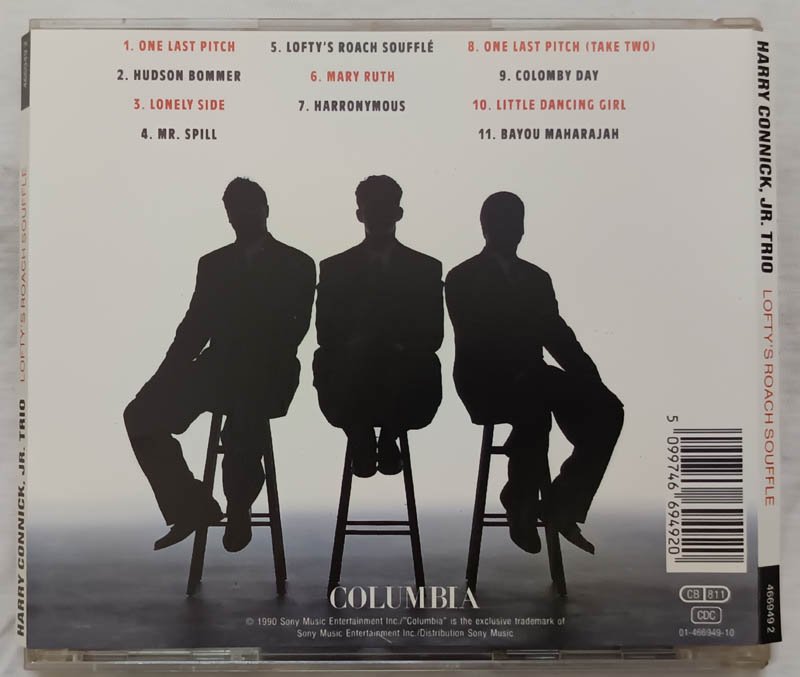 1. ONE LAST PITCH
2. HUDSON BOMMER
3. LONELY SIDE
4. MR. SPILL
5. LOFTY'S ROACH SOUFFLÉ
6. MARY RUTH
7. HARRONYMOUS
8. ONE LAST PITCH (TAKE TWO)
9. COLOMBY DAY
10. LITTLE DANCING GIRL
11. BAYOU MAHARAJAH
HARRY CONNICK, JR. TRIO LOFTY'S ROACH SOUFFLE
466949 2
HARRY CONNICK, JR. TRIO LOFTY'S ROACH SOUFFLE
466949 2
5 099746 694920
CB 811
CDC
01-466949-10
COLUMBIA
© 1990 Sony Music Entertainment Inc./"Columbia" is the exclusive trademark of
Sony Music Entertainment Inc./Distribution Sony Music